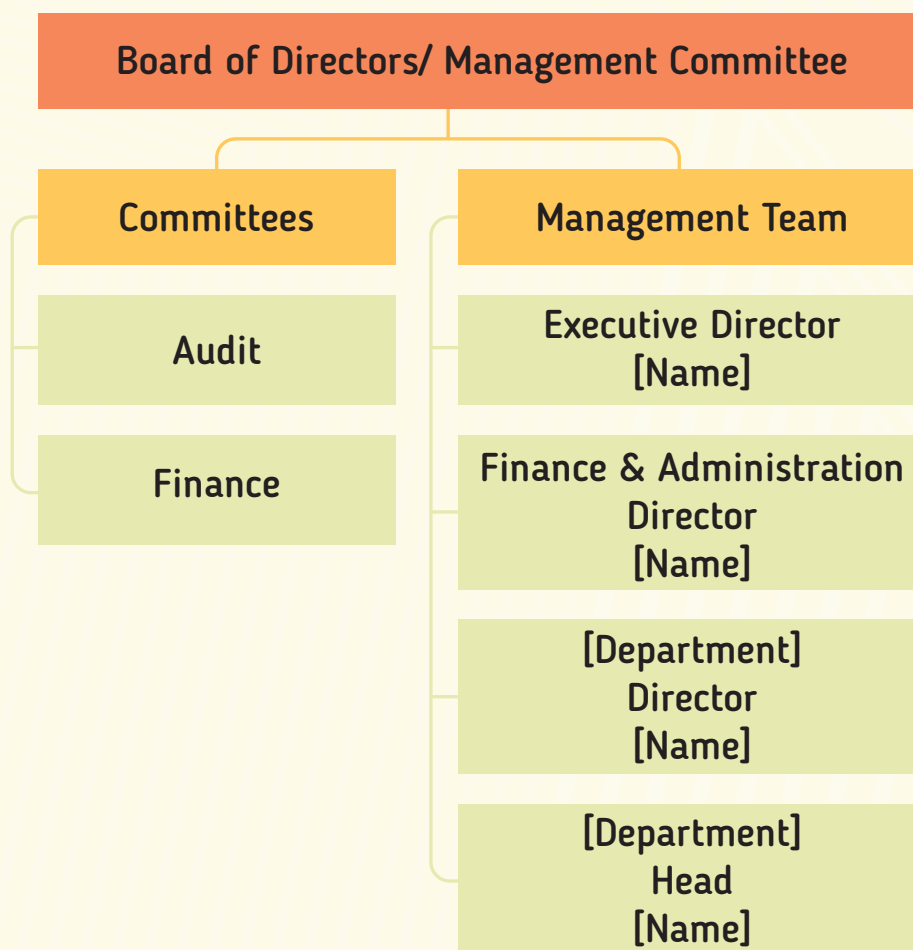 Board of Directors/ Management Committee
Committees
Audit
Finance
Management Team
Executive Director
[Name]
Finance & Administration
Director
[Name]
[Department]
Director
[Name]
[Department]
Head
[Name]